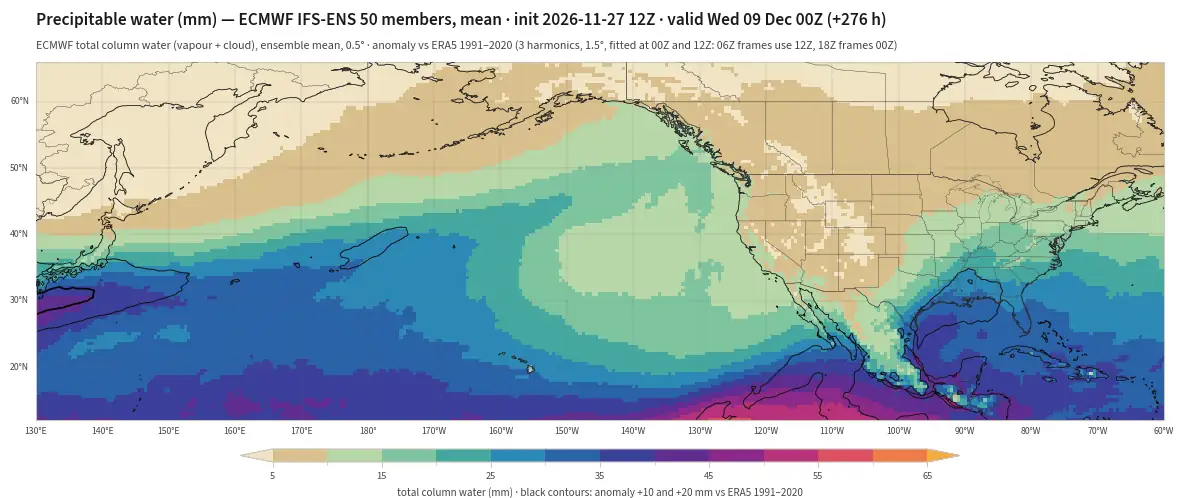 Precipitable water (mm) — ECMWF IFS-ENS 50 members, mean · init 2026-11-27 12Z · valid Wed 09 Dec 00Z (+276 h)
ECMWF total column water (vapour + cloud), ensemble mean, 0.5° · anomaly vs ERA5 1991–2020 (3 harmonics, 1.5°, fitted at 00Z and 12Z: 06Z frames use 12Z, 18Z frames 00Z)
60°N
50°N
40°N
30°N
20°N
130°E 140°E 150°E 160°E 170°E 180° 170°W 160°W 150°W 140°W 130°W 120°W 110°W 100°W 90°W 80°W 70°W 60°W
5 15 25 35 45 55 65
total column water (mm) · black contours: anomaly +10 and +20 mm vs ERA5 1991–2020